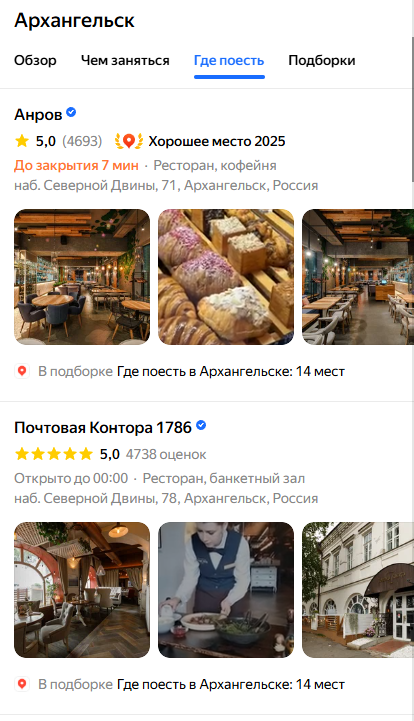 Архангельск
Обзор Чем заняться Где поесть Подборки
Анров
5,0 (4693) Хорошее место 2025
До закрытия 7 мин · Ресторан, кофейня
наб. Северной Двины, 71, Архангельск, Россия
В подборке Где поесть в Архангельске: 14 мест
Почтовая Контора 1786
5,0 4738 оценок
Открыто до 00:00 · Ресторан, банкетный зал
наб. Северной Двины, 78, Архангельск, Россия
В подборке Где поесть в Архангельске: 14 мест